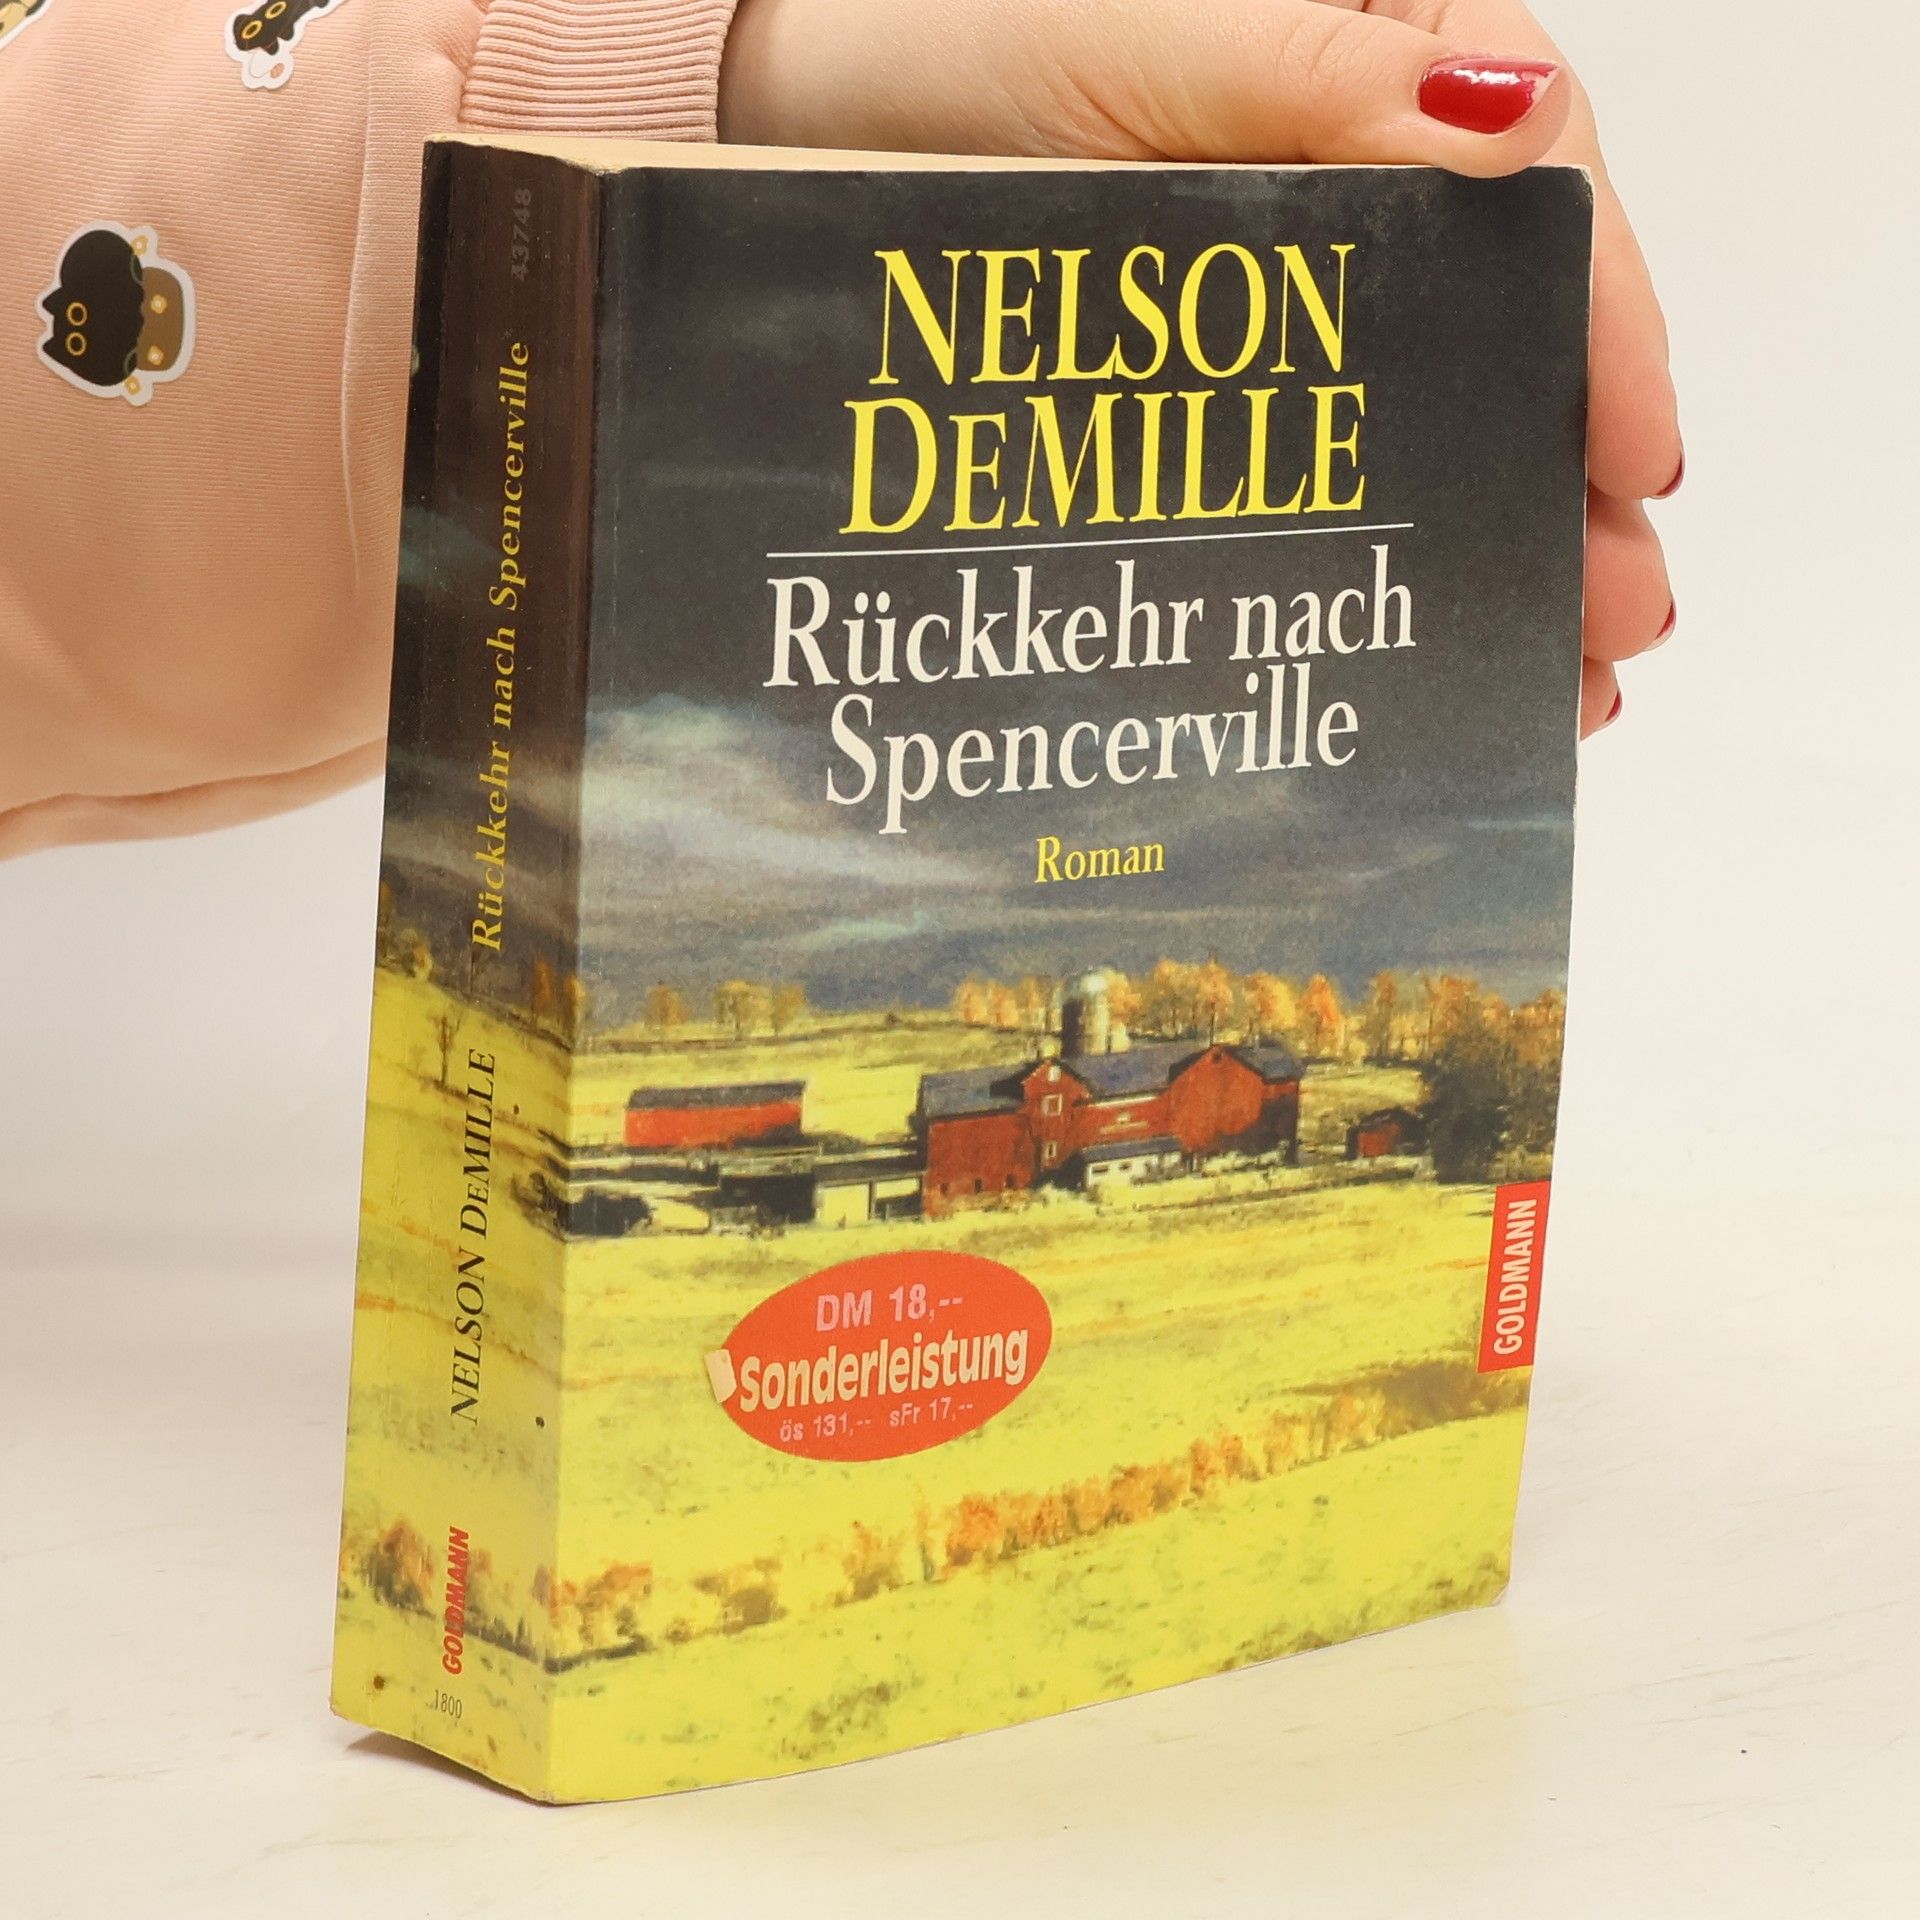 NELSON
DEMILLE
Rückkehr nach
Spencerville
Roman
GOLDMANN
DM 18,--
Sonderleistung
ös 131,-- sFr 17,--
43748
Rückkehr nach Spencerville
NELSON DEMILLE
GOLDMANN
1800